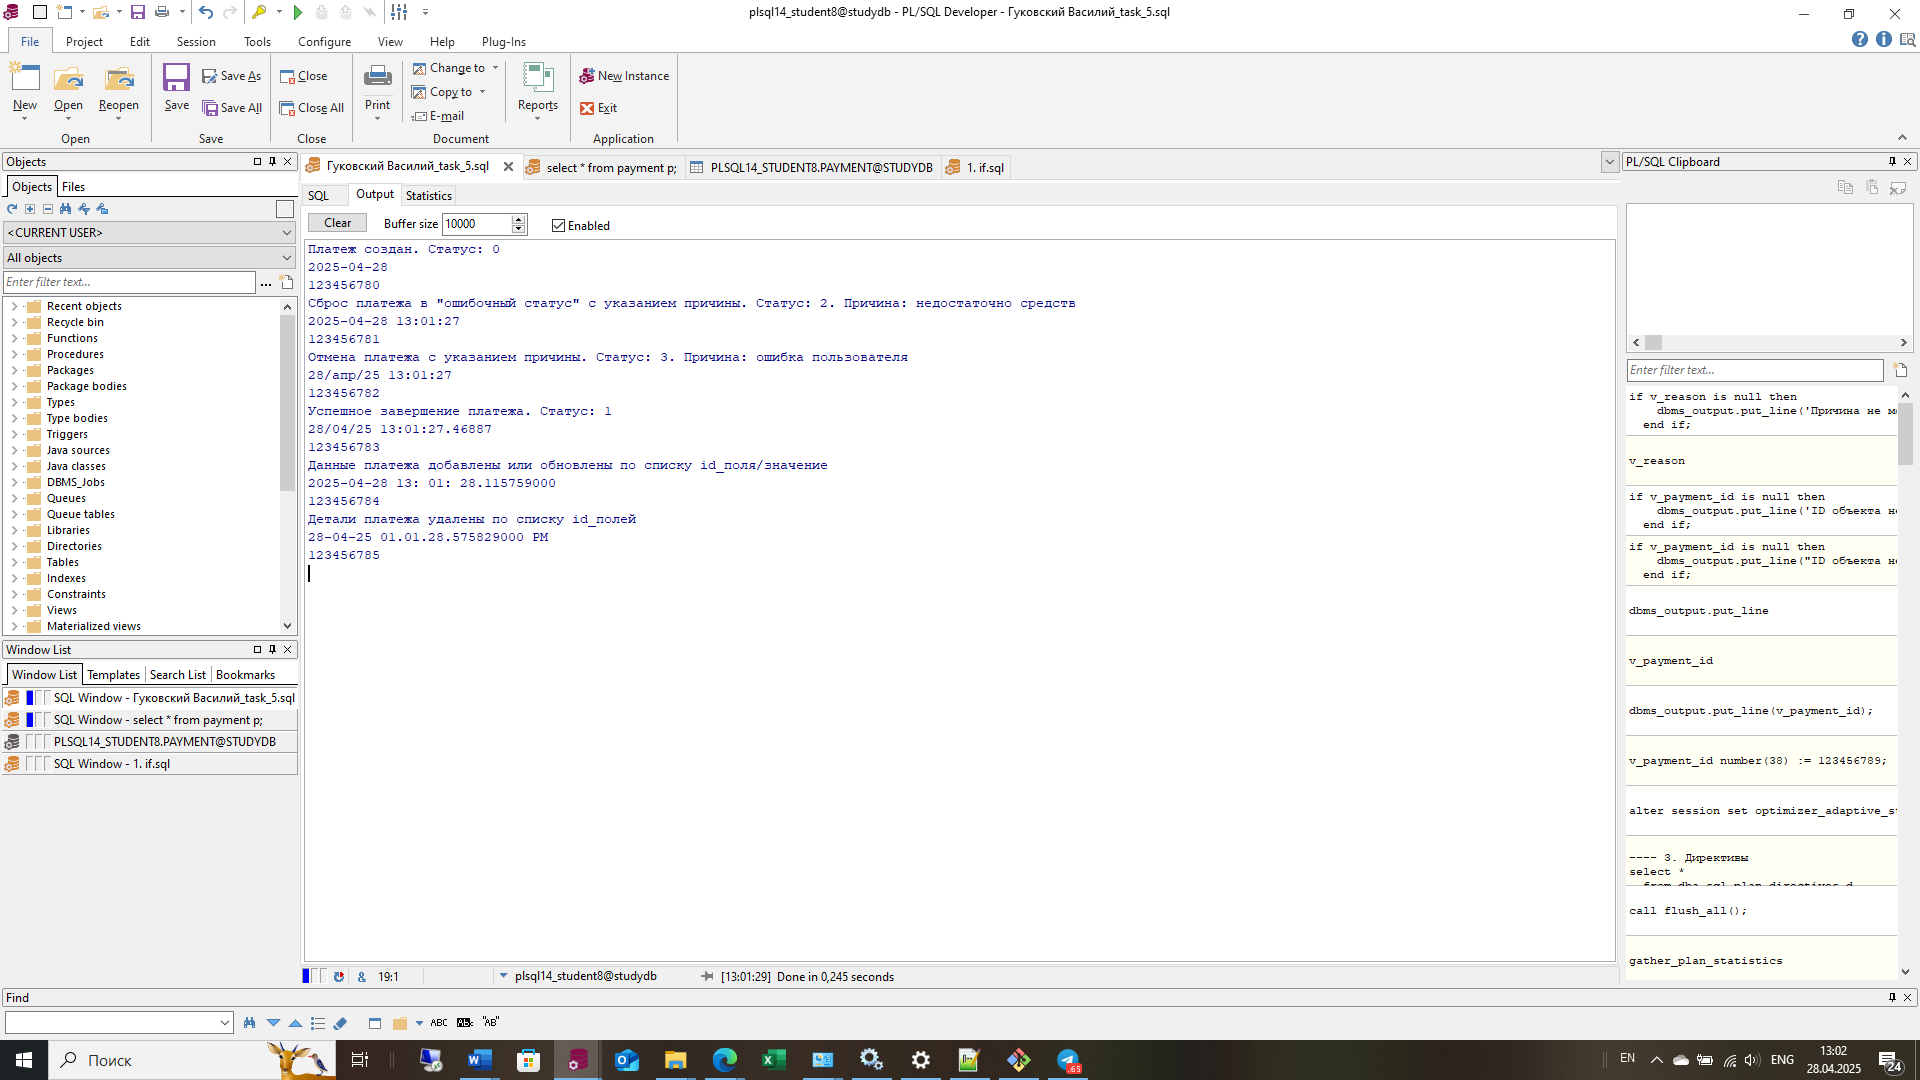 plsql14_student8@studydb - PL/SQL Developer - Гуковский Василий_task_5.sql
File Project Edit Session Tools Configure View Help Plug-Ins
New
Open
Reopen
Open
Save
Save As
Save All
Save
Close
Close All
Close
Print
Change to
Copy to
E-mail
Document
Reports
New Instance
Exit
Application
Objects
Objects Files
<CURRENT USER>
All objects
Enter filter text...
Recent objects
Recycle bin
Functions
Procedures
Packages
Package bodies
Types
Type bodies
Triggers
Java sources
Java classes
DBMS_Jobs
Queues
Queue tables
Libraries
Directories
Tables
Indexes
Constraints
Views
Materialized views
Window List
Window List Templates Search List Bookmarks
SQL Window - Гуковский Василий_task_5.sql
SQL Window - select * from payment p;
PLSQL14_STUDENT8.PAYMENT@STUDYDB
SQL Window - 1. if.sql
Гуковский Василий_task_5.sql select * from payment p; PLSQL14_STUDENT8.PAYMENT@STUDYDB 1. if.sql
SQL Output Statistics
Clear Buffer size 10000 Enabled
Платеж создан. Статус: 0
2025-04-28
123456780
Сброс платежа в "ошибочный статус" с указанием причины. Статус: 2. Причина: недостаточно средств
2025-04-28 13:01:27
123456781
Отмена платежа с указанием причины. Статус: 3. Причина: ошибка пользователя
28/апр/25 13:01:27
123456782
Успешное завершение платежа. Статус: 1
28/04/25 13:01:27.46887
123456783
Данные платежа добавлены или обновлены по списку id_поля/значение
2025-04-28 13: 01: 28.115759000
123456784
Детали платежа удалены по списку id_полей
28-04-25 01.01.28.575829000 PM
123456785
& 19:1 plsql14_student8@studydb [13:01:29] Done in 0,245 seconds
PL/SQL Clipboard
Enter filter text...
if v_reason is null then
dbms_output.put_line('Причина не м
end if;
v_reason
if v_payment_id is null then
dbms_output.put_line('ID объекта н
end if;
if v_payment_id is null then
dbms_output.put_line("ID объекта н
end if;
dbms_output.put_line
v_payment_id
dbms_output.put_line(v_payment_id);
v_payment_id number(38) := 123456789;
alter session set optimizer_adaptive_s
---- 3. Директивы
select *
from dba_sql_plan_directives d
call flush_all();
gather_plan_statistics
Find
ABC AB "AB"
Поиск
.65
EN ENG 13:02
28.04.2025
24